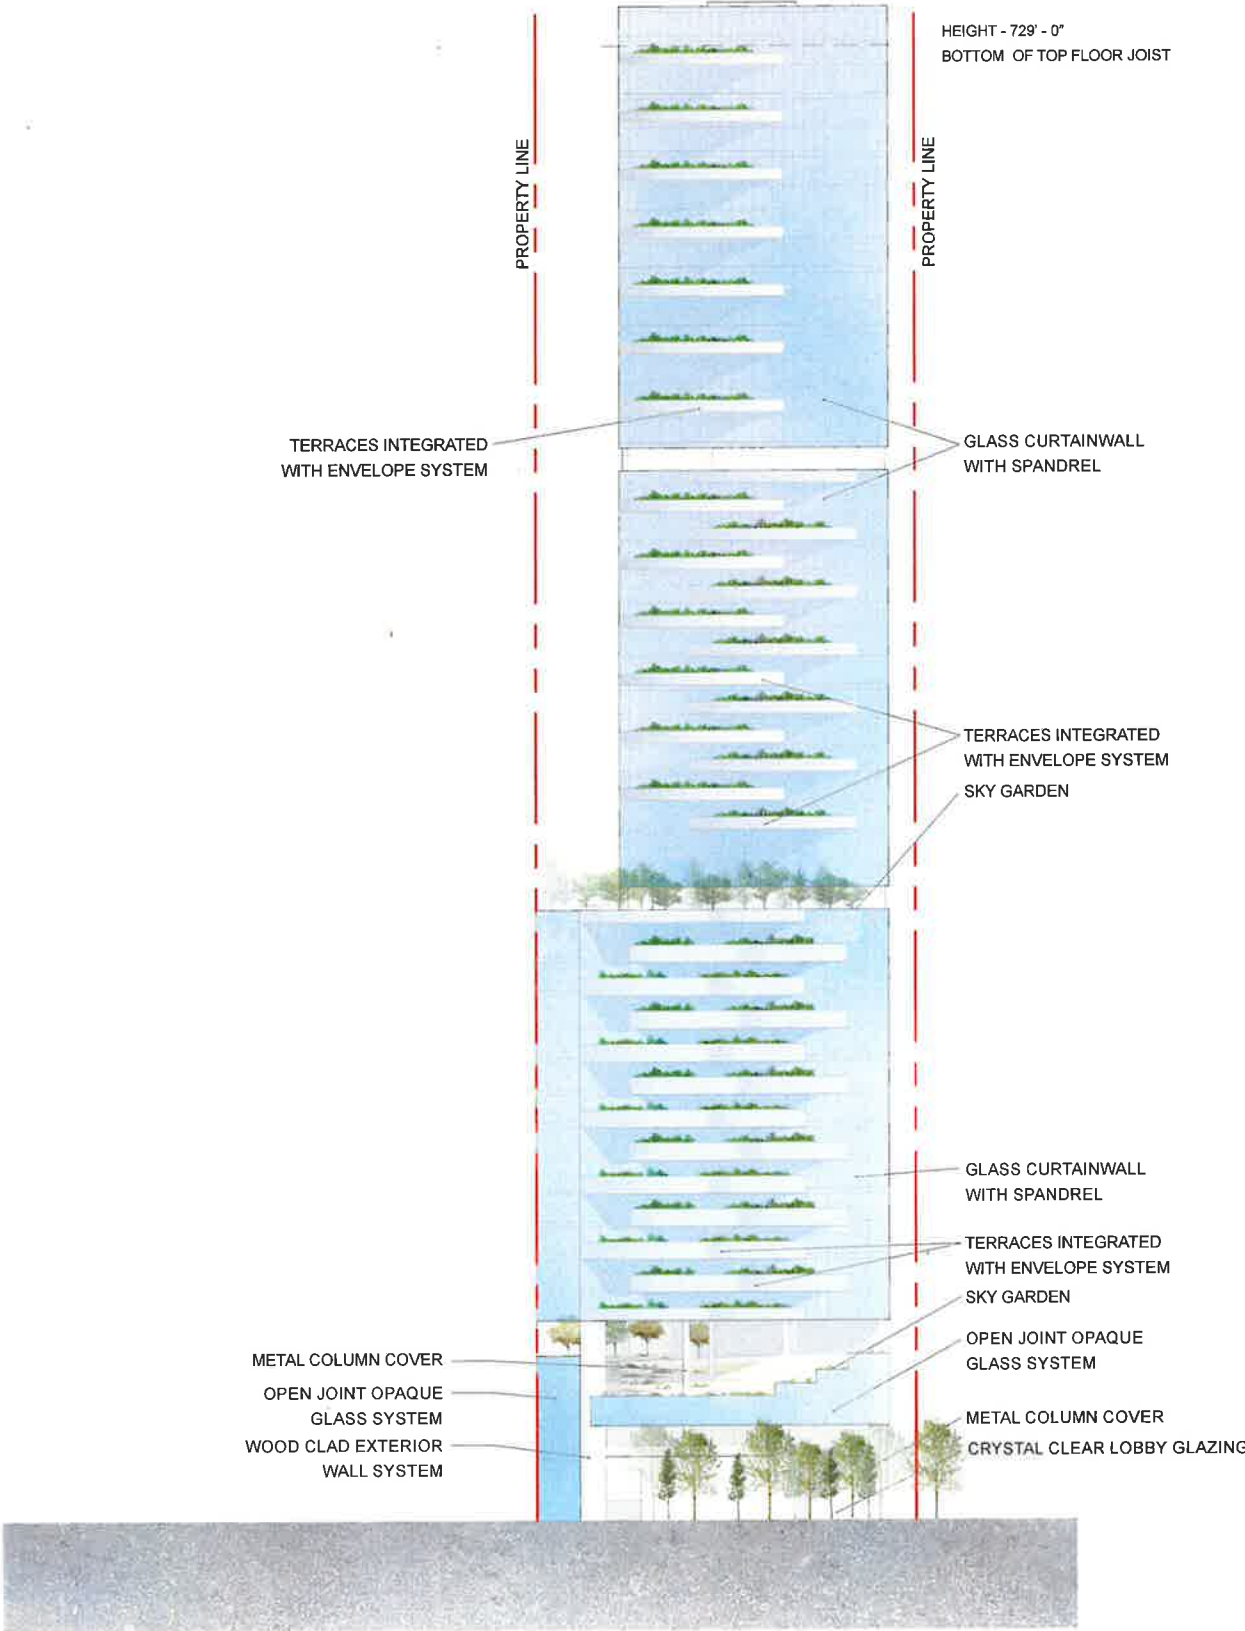 HEIGHT - 729' - 0"
BOTTOM OF TOP FLOOR JOIST
PROPERTY LINE
PROPERTY LINE
TERRACES INTEGRATED
WITH ENVELOPE SYSTEM
GLASS CURTAINWALL
WITH SPANDREL
TERRACES INTEGRATED
WITH ENVELOPE SYSTEM
SKY GARDEN
GLASS CURTAINWALL
WITH SPANDREL
TERRACES INTEGRATED
WITH ENVELOPE SYSTEM
SKY GARDEN
OPEN JOINT OPAQUE
GLASS SYSTEM
METAL COLUMN COVER
OPEN JOINT OPAQUE
GLASS SYSTEM
WOOD CLAD EXTERIOR
WALL SYSTEM
METAL COLUMN COVER
CRYSTAL CLEAR LOBBY GLAZING